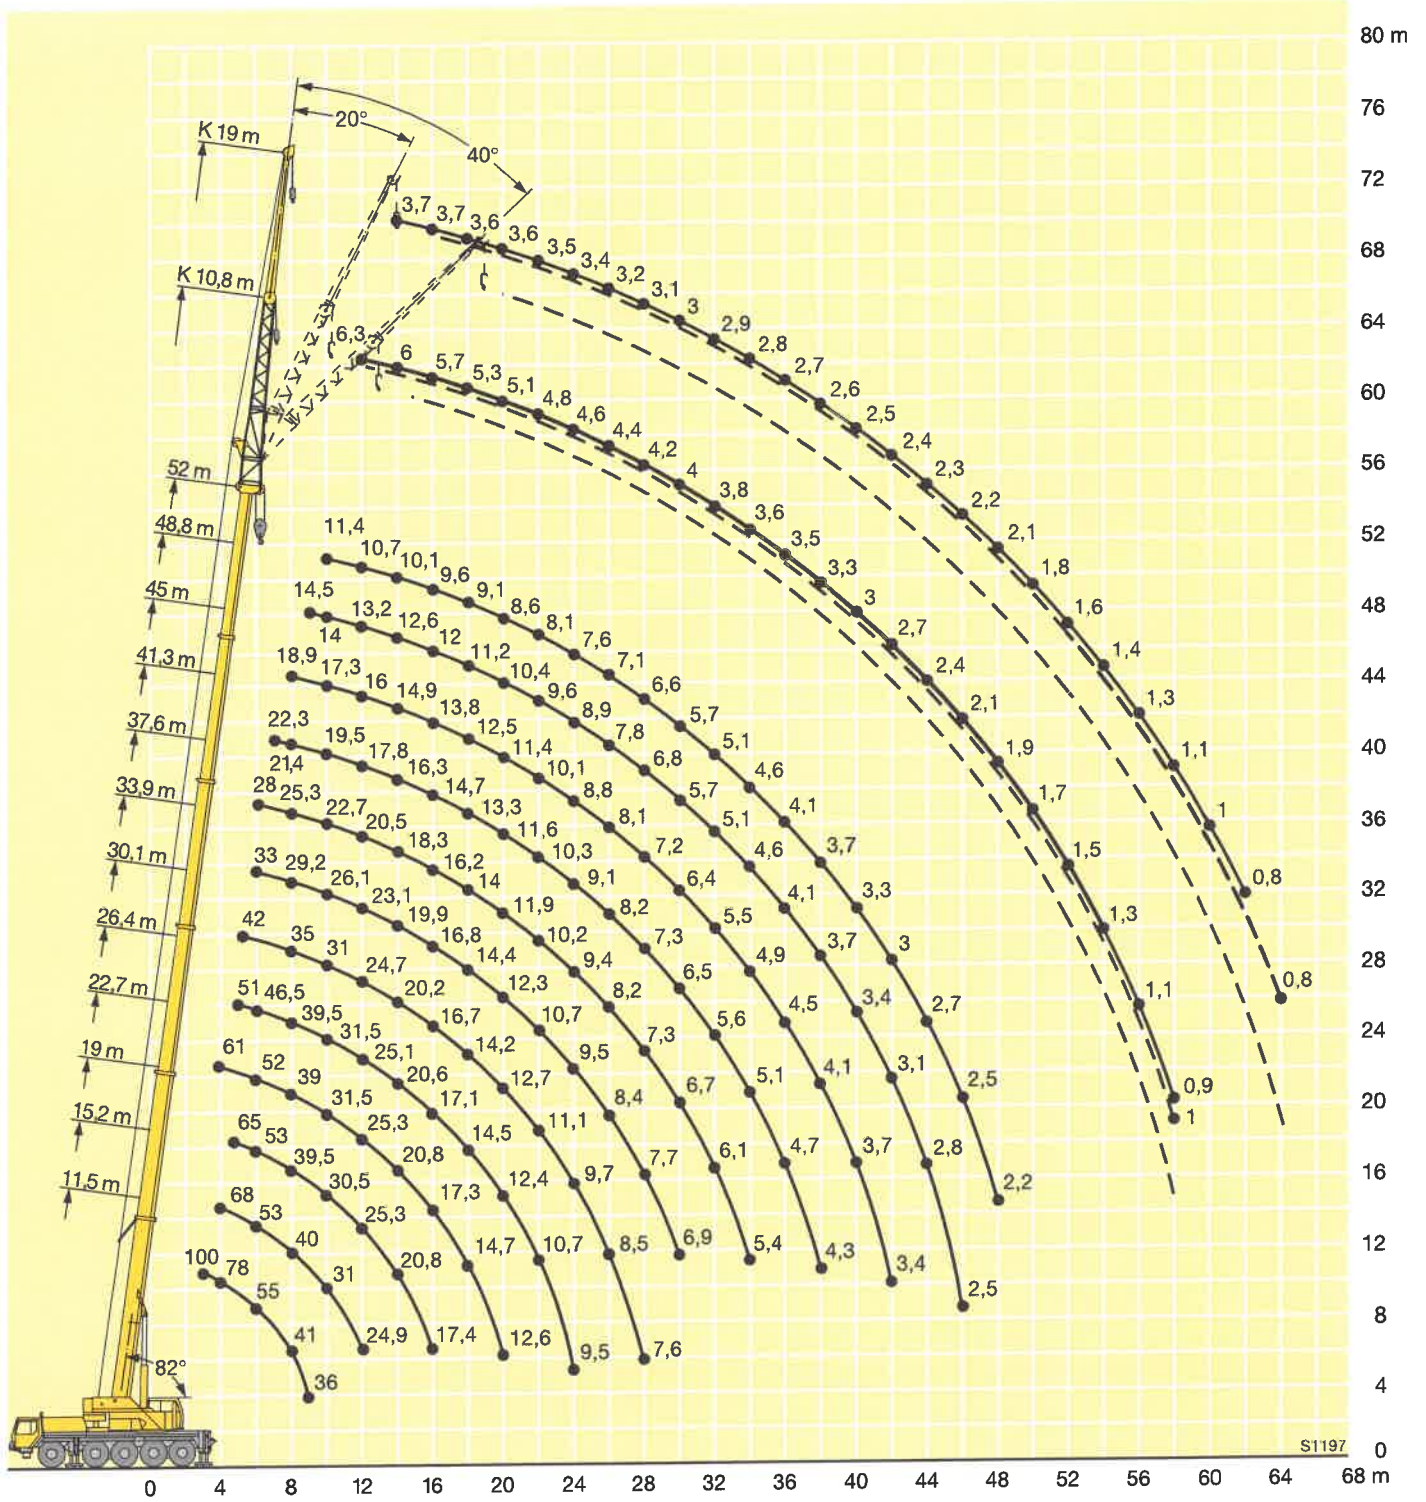 80 m
76
72
68
64
60
56
52
48
44
40
36
32
28
24
20
16
12
8
4
0
20°
40°
K 19 m
K 10,8 m
52 m
48,8 m
45 m
41,3 m
37,6 m
33,9 m
30,1 m
26,4 m
22,7 m
19 m
15,2 m
11,5 m
82°
3,7 3,7 3,6 3,6 3,5 3,4 3,2 3,1 3 2,9 2,8 2,7 2,6 2,5 2,4 2,3 2,2 2,1 1,8 1,6 1,4 1,3 1,1 1 0,8 0,8
6,3 6 5,7 5,3 5,1 4,8 4,6 4,4 4,2 4 3,8 3,6 3,5 3,3 3 2,7 2,4 2,1 1,9 1,7 1,5 1,3 1,1 0,9 1
11,4 10,7 10,1 9,6 9,1 8,6 8,1 7,6 7,1 6,6 5,7 5,1 4,6 4,1 3,7 3,3 3 2,7 2,5 2,2
14,5 14 13,2 12,6 12 11,2 10,4 9,6 8,9 7,8 6,8 5,7 5,1 4,6 4,1 3,7 3,4 3,1 2,8 2,5
18,9 17,3 16 14,9 13,8 12,5 11,4 10,1 8,8 8,1 7,2 6,4 5,5 4,9 4,5 4,1 3,7 3,4
22,3 21,4 19,5 17,8 16,3 14,7 13,3 11,6 10,3 9,1 8,2 7,3 6,5 5,6 5,1 4,7 4,3
28 25,3 22,7 20,5 18,3 16,2 14 11,9 10,2 9,4 8,2 7,3 6,7 6,1 5,4
33 29,2 26,1 23,1 19,9 16,8 14,4 12,3 10,7 9,5 8,4 7,7 6,9
42 35 31 24,7 20,2 16,7 14,2 12,7 11,1 9,7 8,5 7,6
51 46,5 39,5 31,5 25,1 20,6 17,1 14,5 12,4 10,7 9,5
61 52 39 31,5 25,3 20,8 17,3 14,7 12,6
65 53 39,5 30,5 25,3 20,8 17,4
68 53 40 31 24,9
100 78 55 41 36
S1197
0 4 8 12 16 20 24 28 32 36 40 44 48 52 56 60 64 68 m